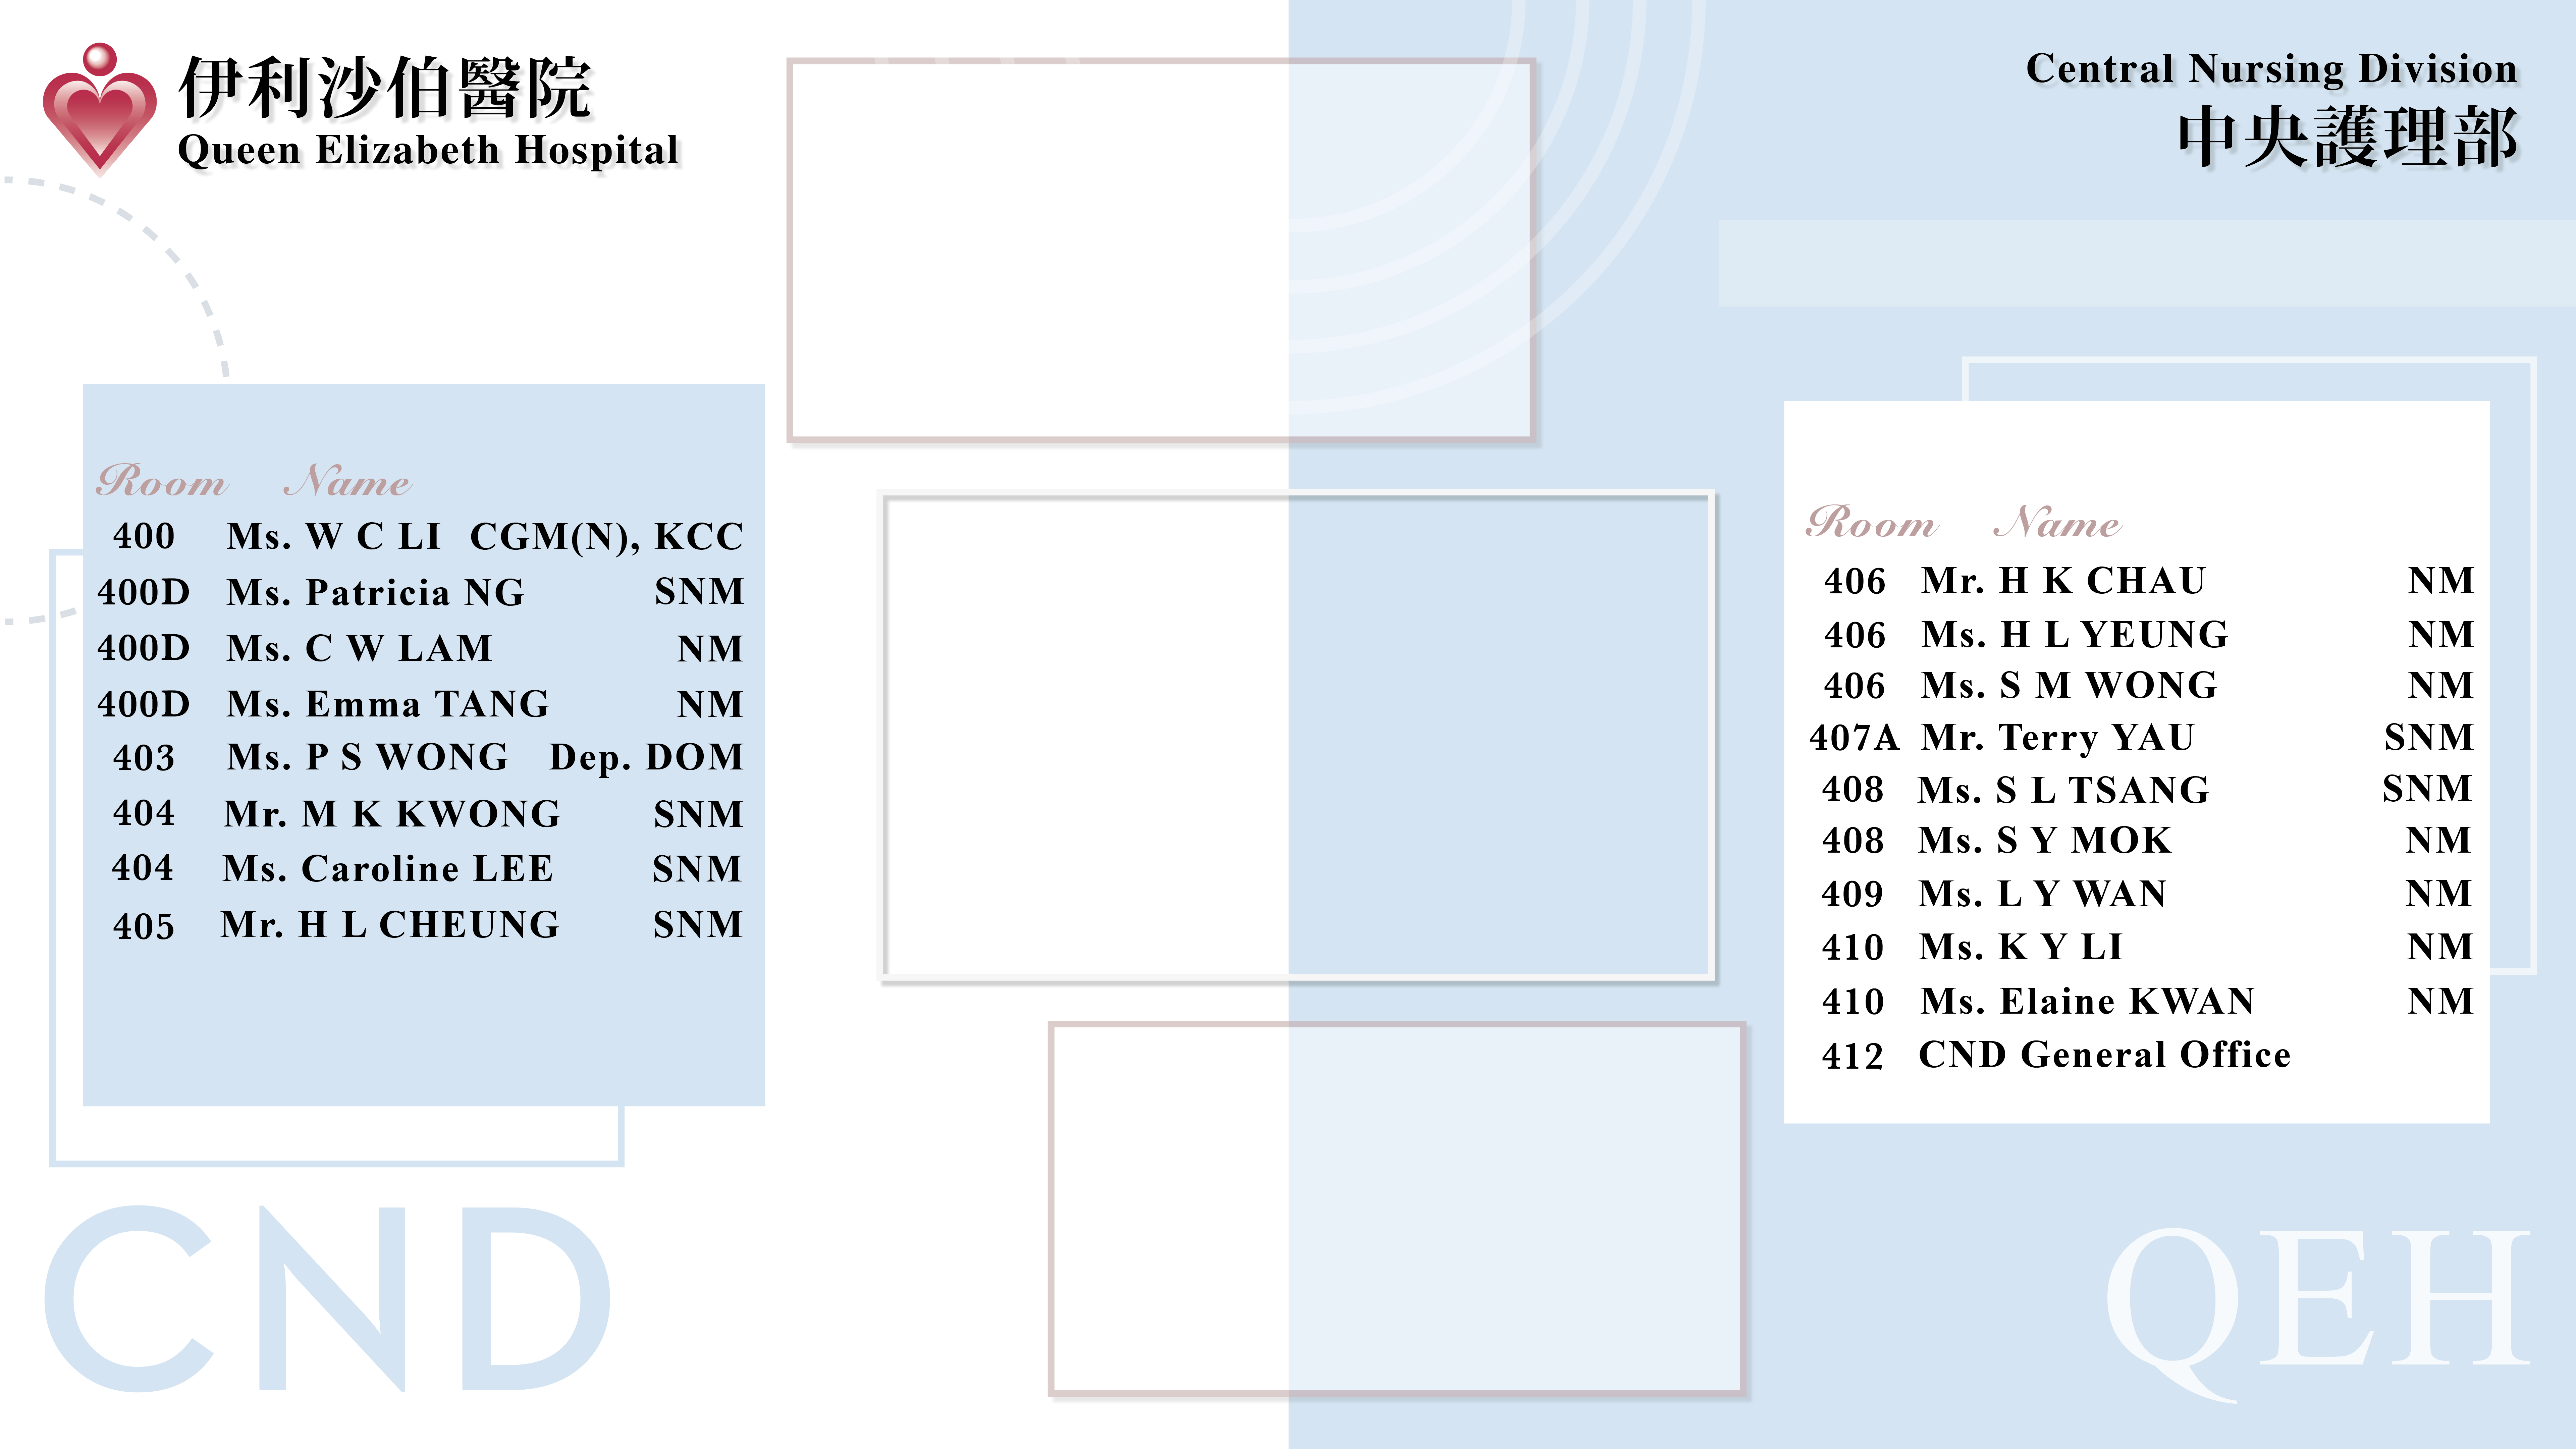 伊利沙伯醫院
Queen Elizabeth Hospital
Central Nursing Division
中央護理部
Room Name
400 Ms. W C LI CGM(N), KCC
400D Ms. Patricia NG SNM
400D Ms. C W LAM NM
400D Ms. Emma TANG NM
403 Ms. P S WONG Dep. DOM
404 Mr. M K KWONG SNM
404 Ms. Caroline LEE SNM
405 Mr. H L CHEUNG SNM
Room Name
406 Mr. H K CHAU NM
406 Ms. H L YEUNG NM
406 Ms. S M WONG NM
407A Mr. Terry YAU SNM
408 Ms. S L TSANG SNM
408 Ms. S Y MOK NM
409 Ms. L Y WAN NM
410 Ms. K Y LI NM
410 Ms. Elaine KWAN NM
412 CND General Office
CND
QEH